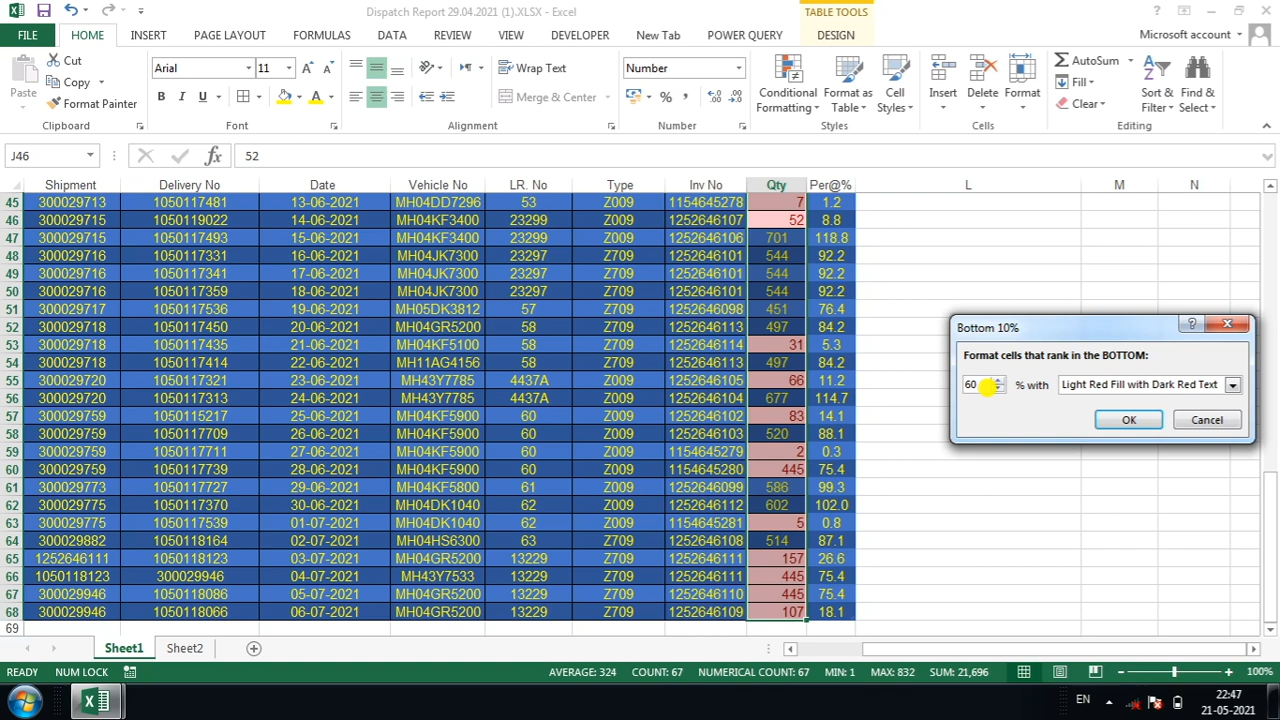 Dispatch Report 29.04.2021 (1).XLSX - Excel
TABLE TOOLS
FILE HOME INSERT PAGE LAYOUT FORMULAS DATA REVIEW VIEW DEVELOPER New Tab POWER QUERY DESIGN Microsoft account
Cut
Copy
Format Painter
Paste
Clipboard
Arial 11
B I U A
Font
Wrap Text
Merge & Center
Alignment
Number
%
Number
Conditional Formatting
Format as Table
Cell Styles
Styles
Insert Delete Format
Cells
AutoSum
Fill
Clear
Sort & Filter
Find & Select
Editing
J46 fx 52
Shipment Delivery No Date Vehicle No LR. No Type Inv No Qty Per@% L M N
45 300029713 1050117481 13-06-2021 MH04DD7296 53 Z009 1154645278 7 1.2
46 300029715 1050119022 14-06-2021 MH04KF3400 23299 Z009 1252646107 52 8.8
47 300029715 1050117493 15-06-2021 MH04KF3400 23299 Z009 1252646106 701 118.8
48 300029716 1050117331 16-06-2021 MH04JK7300 23297 Z009 1252646101 544 92.2
49 300029716 1050117341 17-06-2021 MH04JK7300 23297 Z009 1252646101 544 92.2
50 300029716 1050117359 18-06-2021 MH04JK7300 23297 Z709 1252646101 544 92.2
51 300029717 1050117536 19-06-2021 MH05DK3812 57 Z009 1252646098 451 76.4
52 300029718 1050117450 20-06-2021 MH04GR5200 58 Z009 1252646113 497 84.2
53 300029718 1050117435 21-06-2021 MH04KF5100 58 Z709 1252646114 31 5.3
54 300029718 1050117414 22-06-2021 MH11AG4156 58 Z709 1252646113 497 84.2
55 300029720 1050117321 23-06-2021 MH43Y7785 4437A Z009 1252646105 66 11.2
56 300029720 1050117313 24-06-2021 MH43Y7785 4437A Z009 1252646104 677 114.7
57 300029759 1050115217 25-06-2021 MH04KF5900 60 Z009 1252646102 83 14.1
58 300029759 1050117709 26-06-2021 MH04KF5900 60 Z009 1252646103 520 88.1
59 300029759 1050117711 27-06-2021 MH04KF5900 60 Z009 1154645279 2 0.3
60 300029759 1050117739 28-06-2021 MH04KF5900 60 Z009 1154645280 445 75.4
61 300029773 1050117727 29-06-2021 MH04KF5800 61 Z009 1252646099 586 99.3
62 300029775 1050117370 30-06-2021 MH04DK1040 62 Z009 1252646112 602 102.0
63 300029775 1050117539 01-07-2021 MH04DK1040 62 Z009 1154645281 5 0.8
64 300029882 1050118164 02-07-2021 MH04HS6300 63 Z709 1252646108 514 87.1
65 1252646111 1050118123 03-07-2021 MH04GR5200 13229 Z709 1252646111 157 26.6
66 1050118123 300029946 04-07-2021 MH43Y7533 13229 Z709 1252646111 445 75.4
67 300029946 1050118086 05-07-2021 MH04GR5200 13229 Z709 1252646110 445 75.4
68 300029946 1050118066 06-07-2021 MH04GR5200 13229 Z709 1252646109 107 18.1
69
Bottom 10%
Format cells that rank in the BOTTOM:
60 % with Light Red Fill with Dark Red Text
OK Cancel
Sheet1 Sheet2
READY NUM LOCK AVERAGE: 324 COUNT: 67 NUMERICAL COUNT: 67 MIN: 1 MAX: 832 SUM: 21,696 100%
EN 22:47
21-05-2021